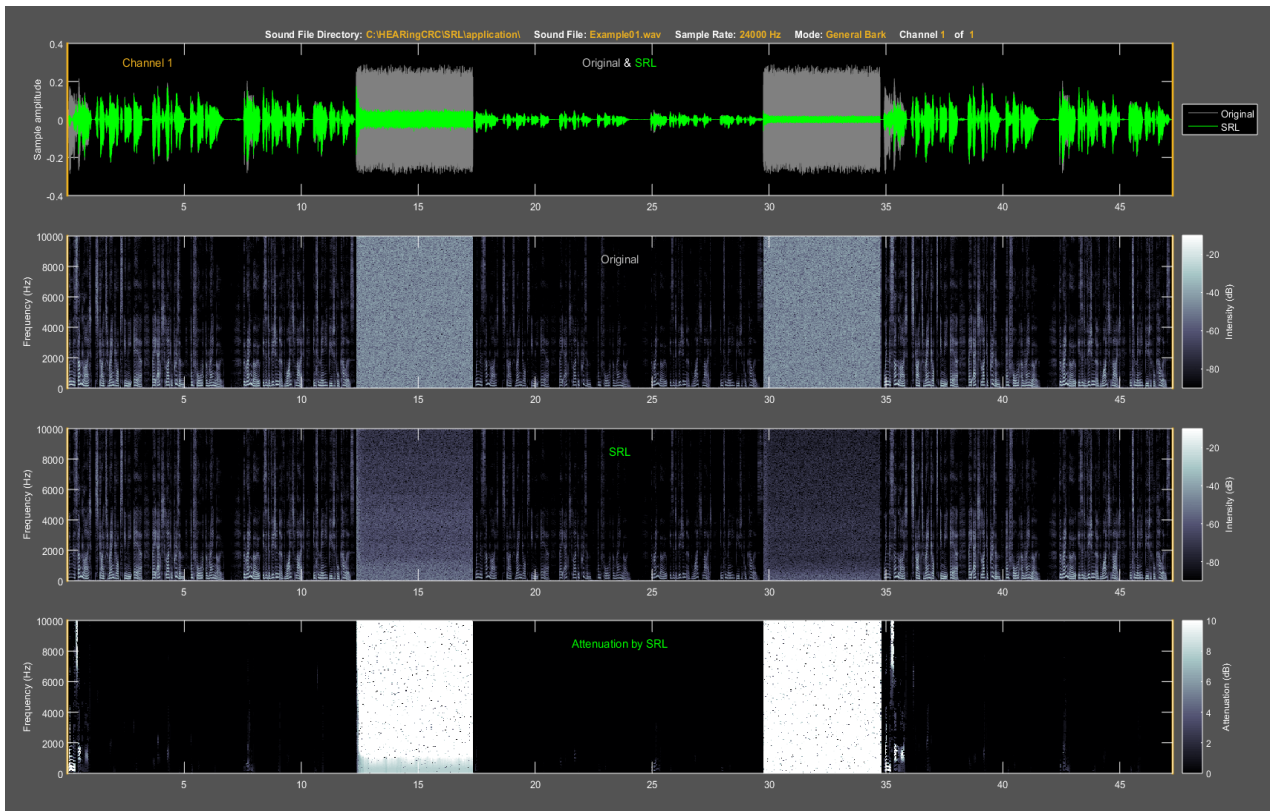 Sound File Directory: C:\HEARingCRC\SRL\application\ Sound File: Example01.wav Sample Rate: 24000 Hz Mode: General Bark Channel 1 of 1
0.4
0.2
0
-0.2
-0.4
Sample amplitude
Channel 1
Original & SRL
Original
SRL
5 10 15 20 25 30 35 40 45
10000
8000
6000
4000
2000
0
Frequency (Hz)
Original
-20
-40
-60
-80
Intensity (dB)
5 10 15 20 25 30 35 40 45
10000
8000
6000
4000
2000
0
Frequency (Hz)
SRL
-20
-40
-60
-80
Intensity (dB)
5 10 15 20 25 30 35 40 45
10000
8000
6000
4000
2000
0
Frequency (Hz)
Attenuation by SRL
10
8
6
4
2
0
Attenuation (dB)
5 10 15 20 25 30 35 40 45